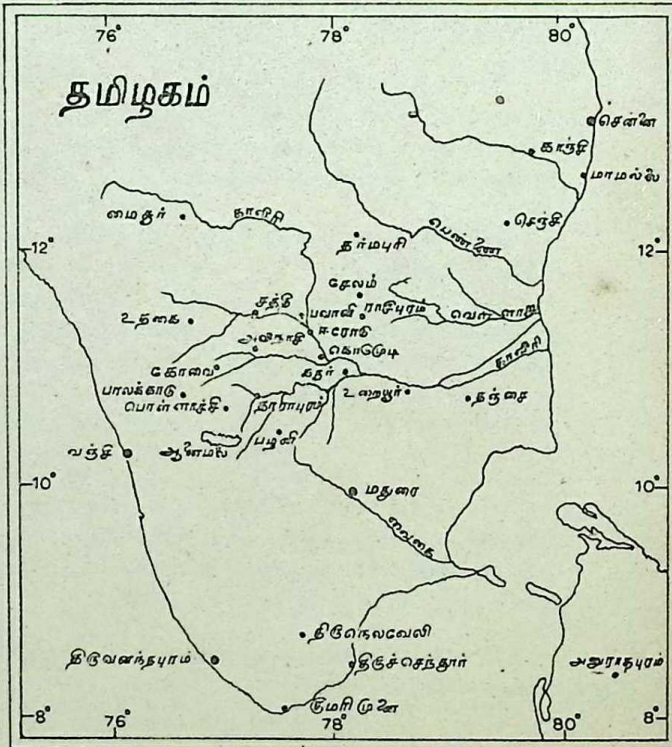 76°
78°
80°
தமிழகம்
சென்னை
காஞ்சி
மாமல்லை
மைசூர்
காவிரி
செஞ்சி
தர்மபுரி
பெண்ணை
12°
12°
சேலம்
சத்தி
பவானி
ராசிபுரம்
வெள்ளாறு
உதகை
ஈரோடு
அவிநாசி
கொடுமுடி
காவிரி
கோவை
கரூர்
பாலக்காடு
உறையூர்
தஞ்சை
பொள்ளாச்சி
தாராபுரம்
ஆனைமலை
பழனி
வஞ்சி
10°
10°
மதுரை
வைகை
திருநெலவேலி
திருவனந்தபுரம்
திருச்செந்தூர்
அனுராதபுரம்
குமரிமுனை
8°
8°
76°
78°
80°